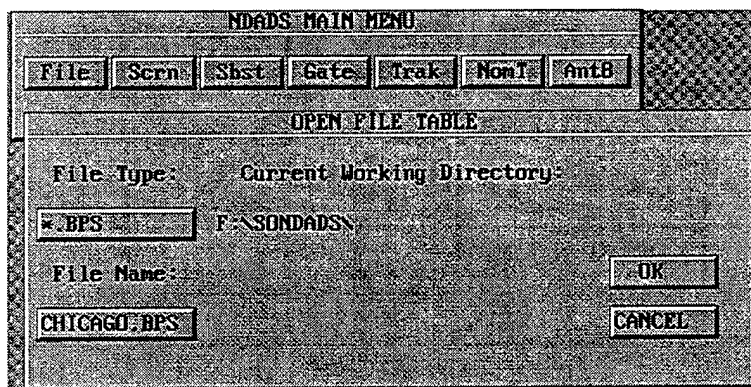 NDADS MAIN MENU
File Scrn Sbst Gate Trak NomT AntB
OPEN FILE TABLE
File Type: Current Working Directory:
*.BPS F:\SONDADS\
File Name:
OK
CHICAGO.BPS CANCEL